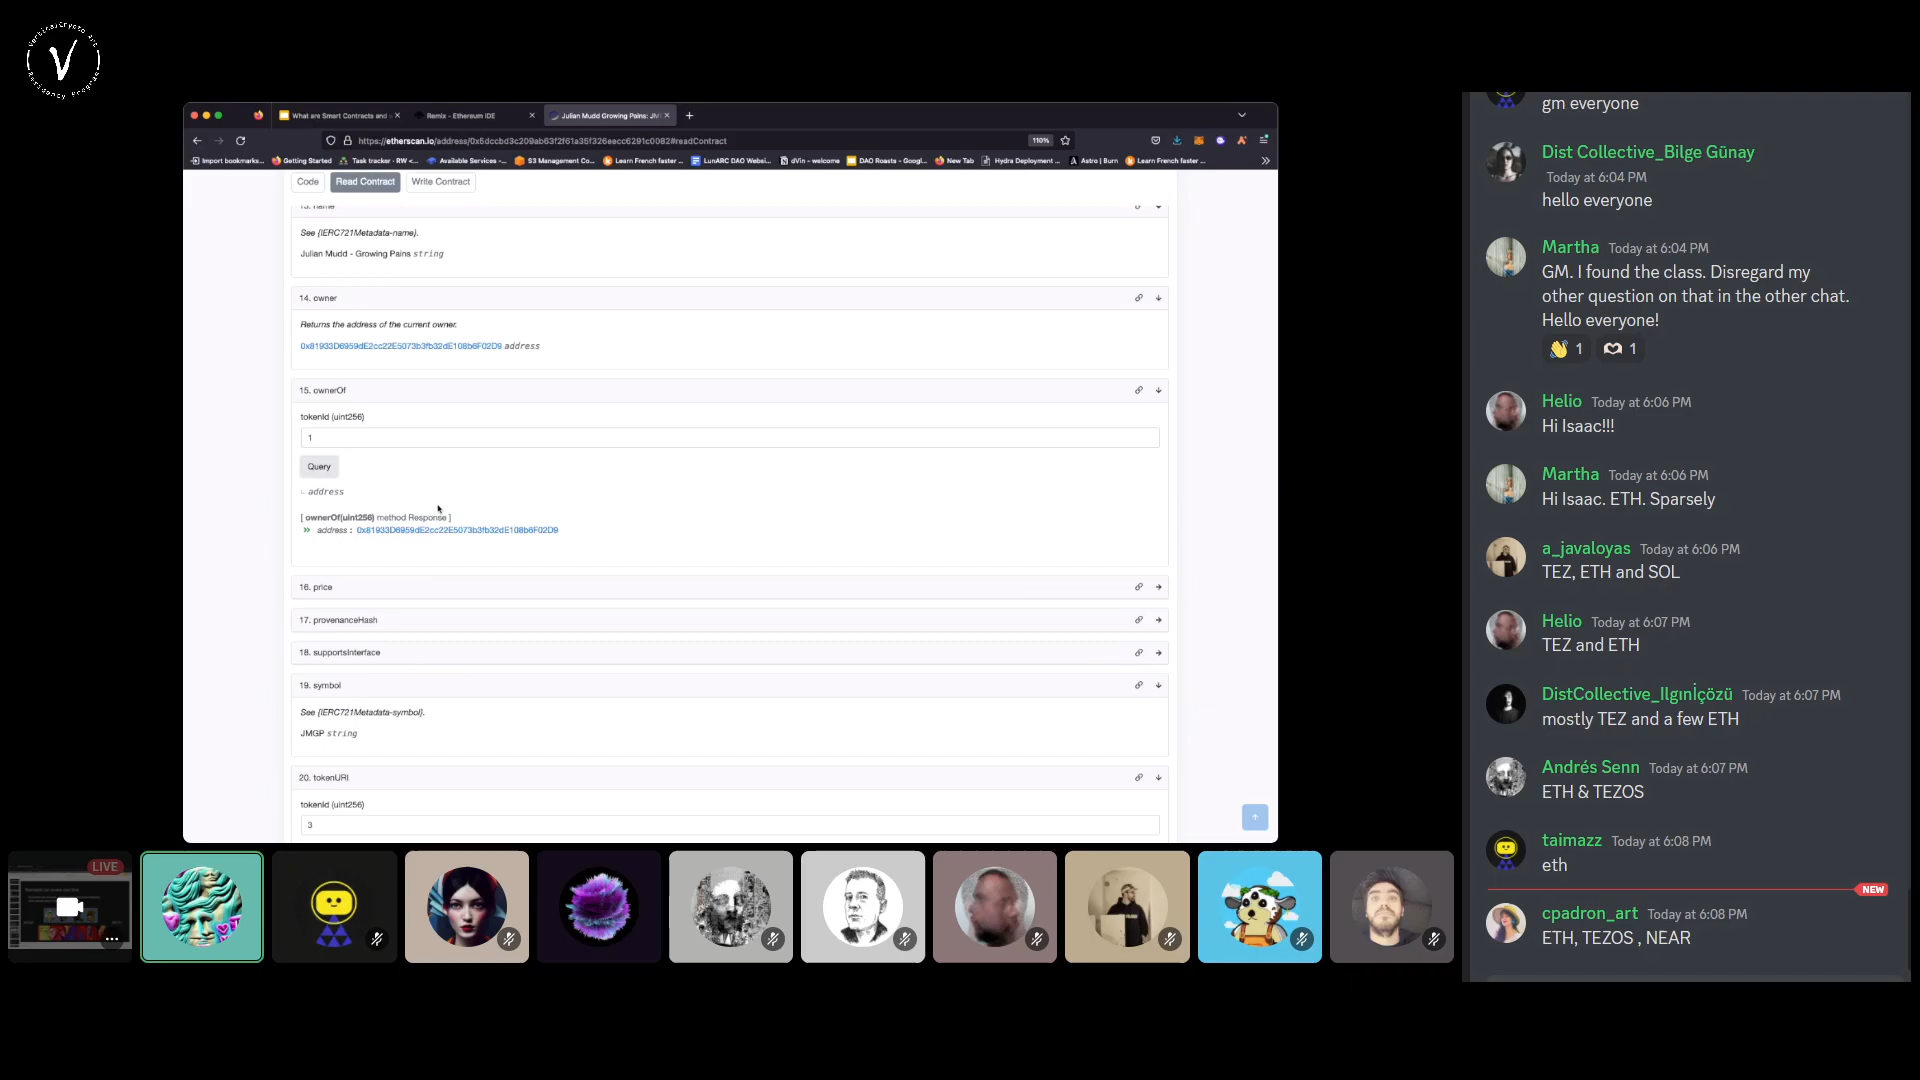 VerticalCrypto Art
Residency Program
V
What are Smart Contracts and
Remix - Ethereum IDE
Julian Mudd Growing Pains: JM
https://etherscan.io/address/0x5dccbd3c209ab63f2f61a35f326eecc6291c0082#readContract
110%
Import bookmarks...
Getting Started
Task tracker - RW <...
Available Services -...
S3 Management Co...
Learn French faster ...
LunARC DAO Websi...
dVin - welcome
DAO Roasts - Googl...
New Tab
Hydra Deployment ...
Astro | Burn
Learn French faster ...
Code
Read Contract
Write Contract
13. name
See {IERC721Metadata-name}.
Julian Mudd - Growing Pains string
14. owner
Returns the address of the current owner.
0x81933D6959dE2cc22E5073b3fb32dE108b6F02D9 address
15. ownerOf
tokenId (uint256)
1
Query
address
[ ownerOf(uint256) method Response ]
address : 0x81933D6959dE2cc22E5073b3fb32dE108b6F02D9
16. price
17. provenanceHash
18. supportsInterface
19. symbol
See {IERC721Metadata-symbol}.
JMGP string
20. tokenURI
tokenId (uint256)
3
LIVE
gm everyone
Dist Collective_Bilge Günay
Today at 6:04 PM
hello everyone
Martha Today at 6:04 PM
GM. I found the class. Disregard my
other question on that in the other chat.
Hello everyone!
1 1
Helio Today at 6:06 PM
Hi Isaac!!!
Martha Today at 6:06 PM
Hi Isaac. ETH. Sparsely
a_javaloyas Today at 6:06 PM
TEZ, ETH and SOL
Helio Today at 6:07 PM
TEZ and ETH
DistCollective_Ilgınİçözü Today at 6:07 PM
mostly TEZ and a few ETH
Andrés Senn Today at 6:07 PM
ETH & TEZOS
taimazz Today at 6:08 PM
eth
NEW
cpadron_art Today at 6:08 PM
ETH, TEZOS , NEAR